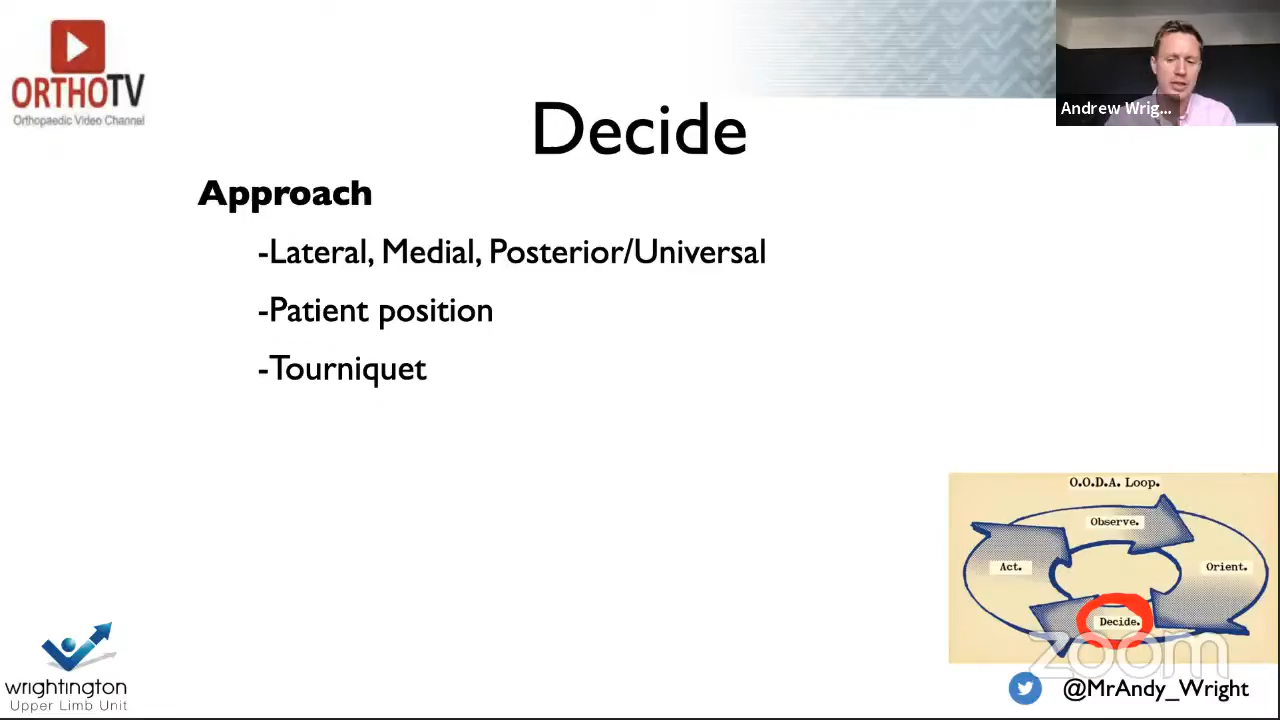 ORTHOTV
Orthopaedic Video Channel
Andrew Wrig...
Decide
Approach
-Lateral, Medial, Posterior/Universal
-Patient position
-Tourniquet
O.O.D.A. Loop.
Observe.
Act.
Orient.
Decide.
zoom
wrightington
Upper Limb Unit
@MrAndy_Wright